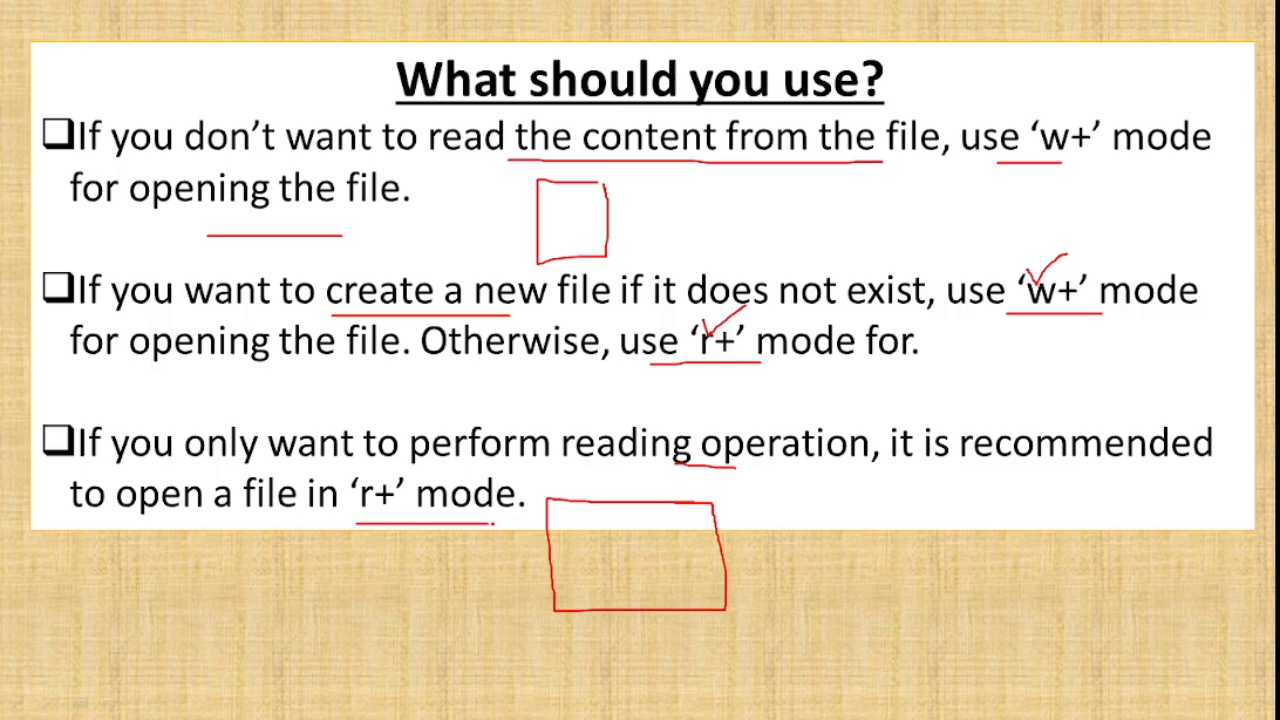 What should you use?
❑If you don’t want to read the content from the file, use ‘w+’ mode
for opening the file.
❑If you want to create a new file if it does not exist, use ‘w+’ mode
for opening the file. Otherwise, use ‘r+’ mode for.
❑If you only want to perform reading operation, it is recommended
to open a file in ‘r+’ mode.